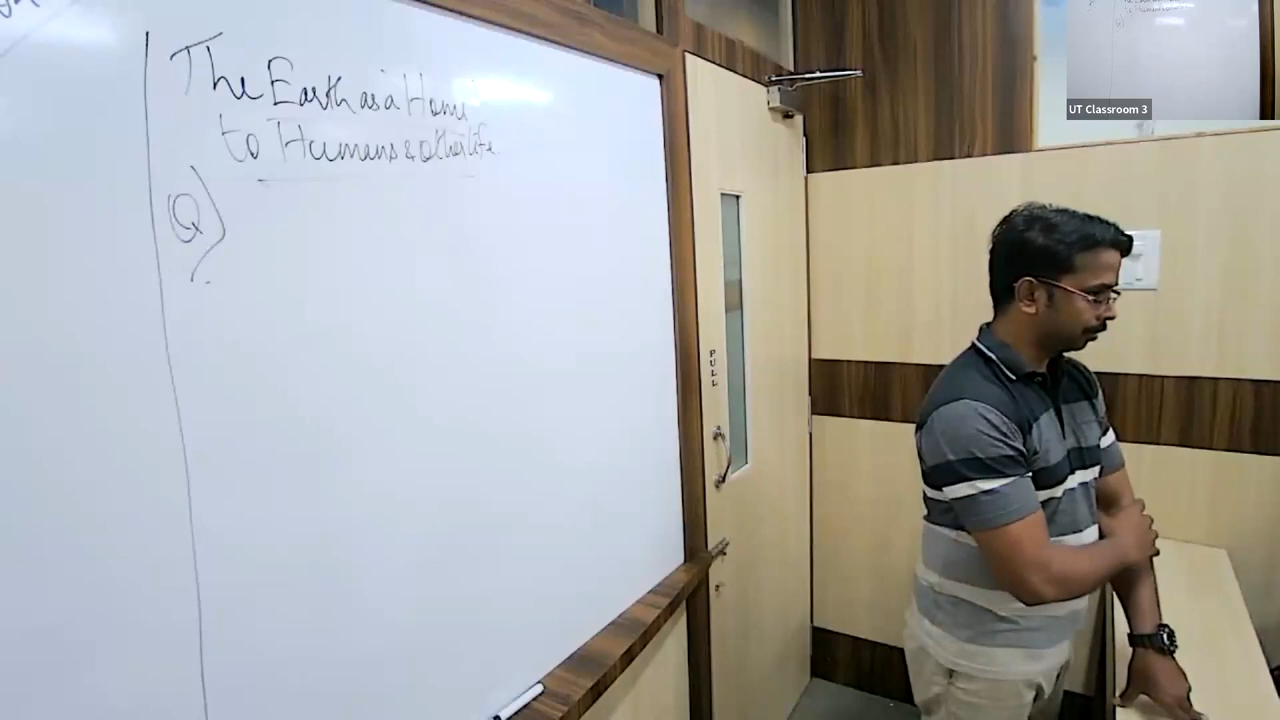 The Earth as a Home
to Humans & other life.
Q)
PULL
UT Classroom 3